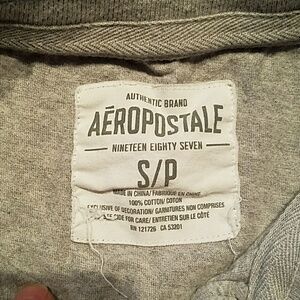 AUTHENTIC BRAND
AÉROPOSTALE
NINETEEN EIGHTY SEVEN
S/P
MADE IN CHINA/ FABRIQUÉ EN CHINE
100% COTTON/ COTON
EXCLUSIVE OF DECORATION/ GARNITURES NON COMPRISES
SIDE FOR CARE/ ENTRETIEN SUR LE CÔTÉ
RN 121726 CA 53201